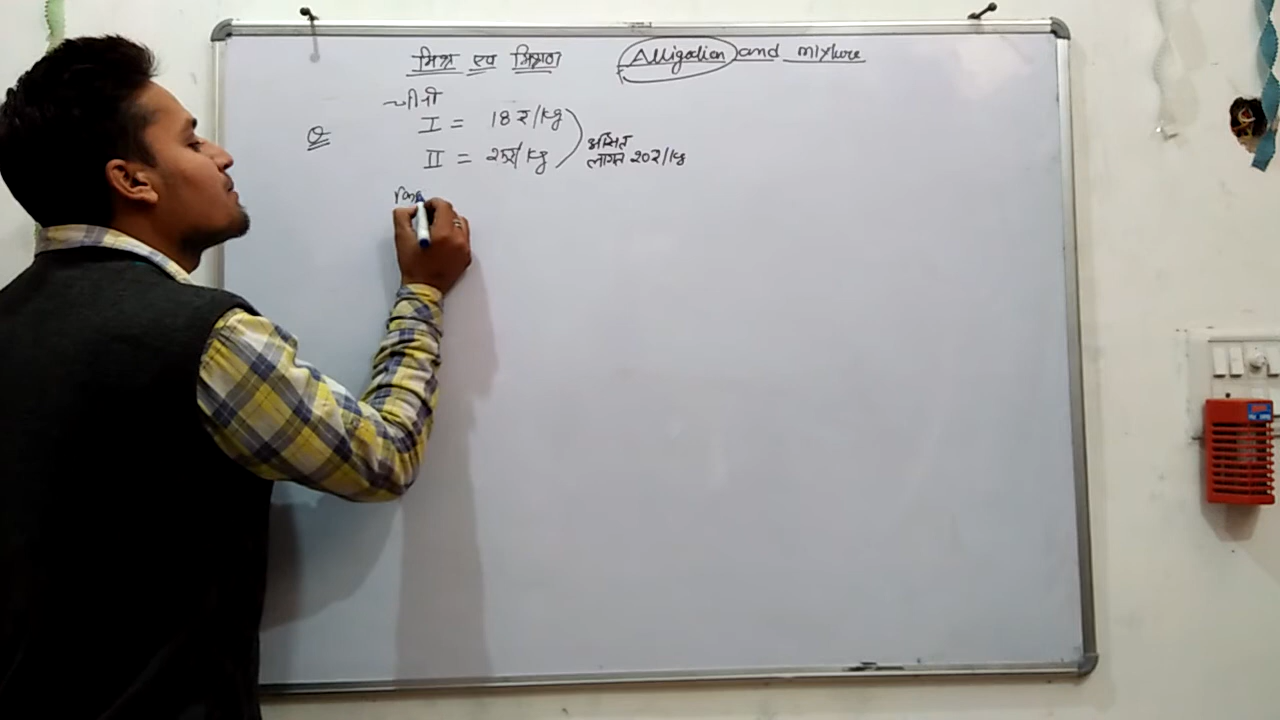 मिश्र एवं मिश्रण Alligation and mixture
चीनी
Q I = 18 ₹/kg
II = 25₹/kg
औसत
लागत 20₹/kg